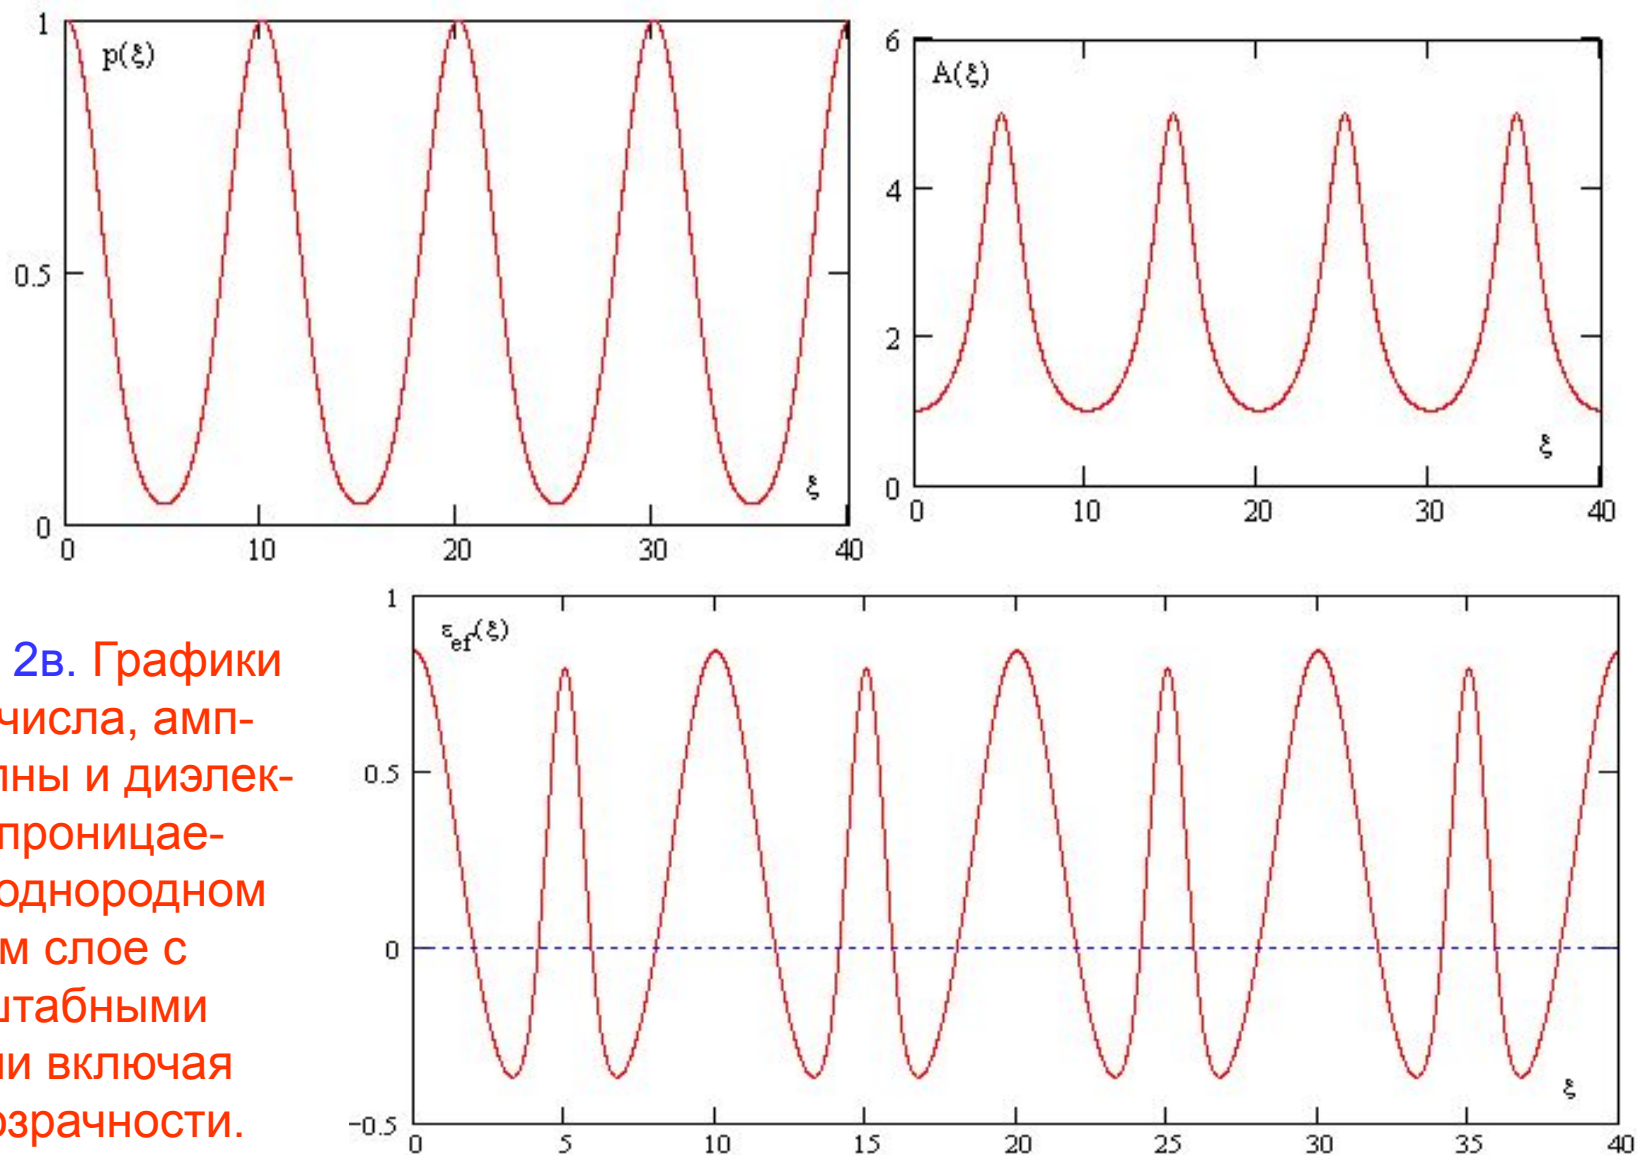 1
p(ξ)
0.5
ξ
0
0 10 20 30 40
6
A(ξ)
4
2
ξ
0
0 10 20 30 40
1
ε_ef(ξ)
0.5
0
ξ
−0.5
0 5 10 15 20 25 30 35 40
2в. Графики
числа, амп-
лны и диэлек-
проницае-
однородном
м слое с
штабными
ми включая
озрачности.